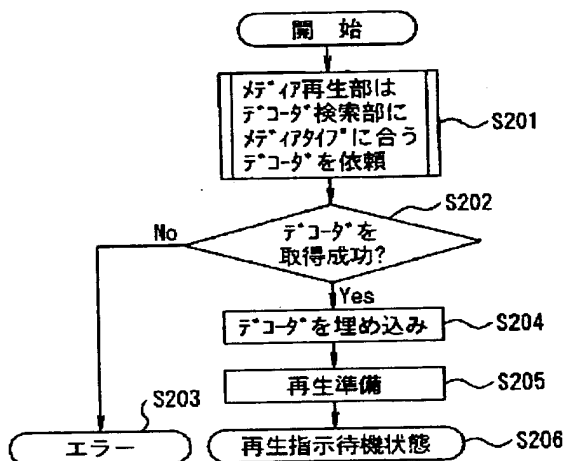 開始
メディア再生部は
デコーダ検索部に
メディアタイプに合う
デコーダを依頼
S201
S202
デコーダを
取得成功?
No
Yes
デコーダを埋め込み
S204
再生準備
S205
S203
エラー
再生指示待機状態
S206